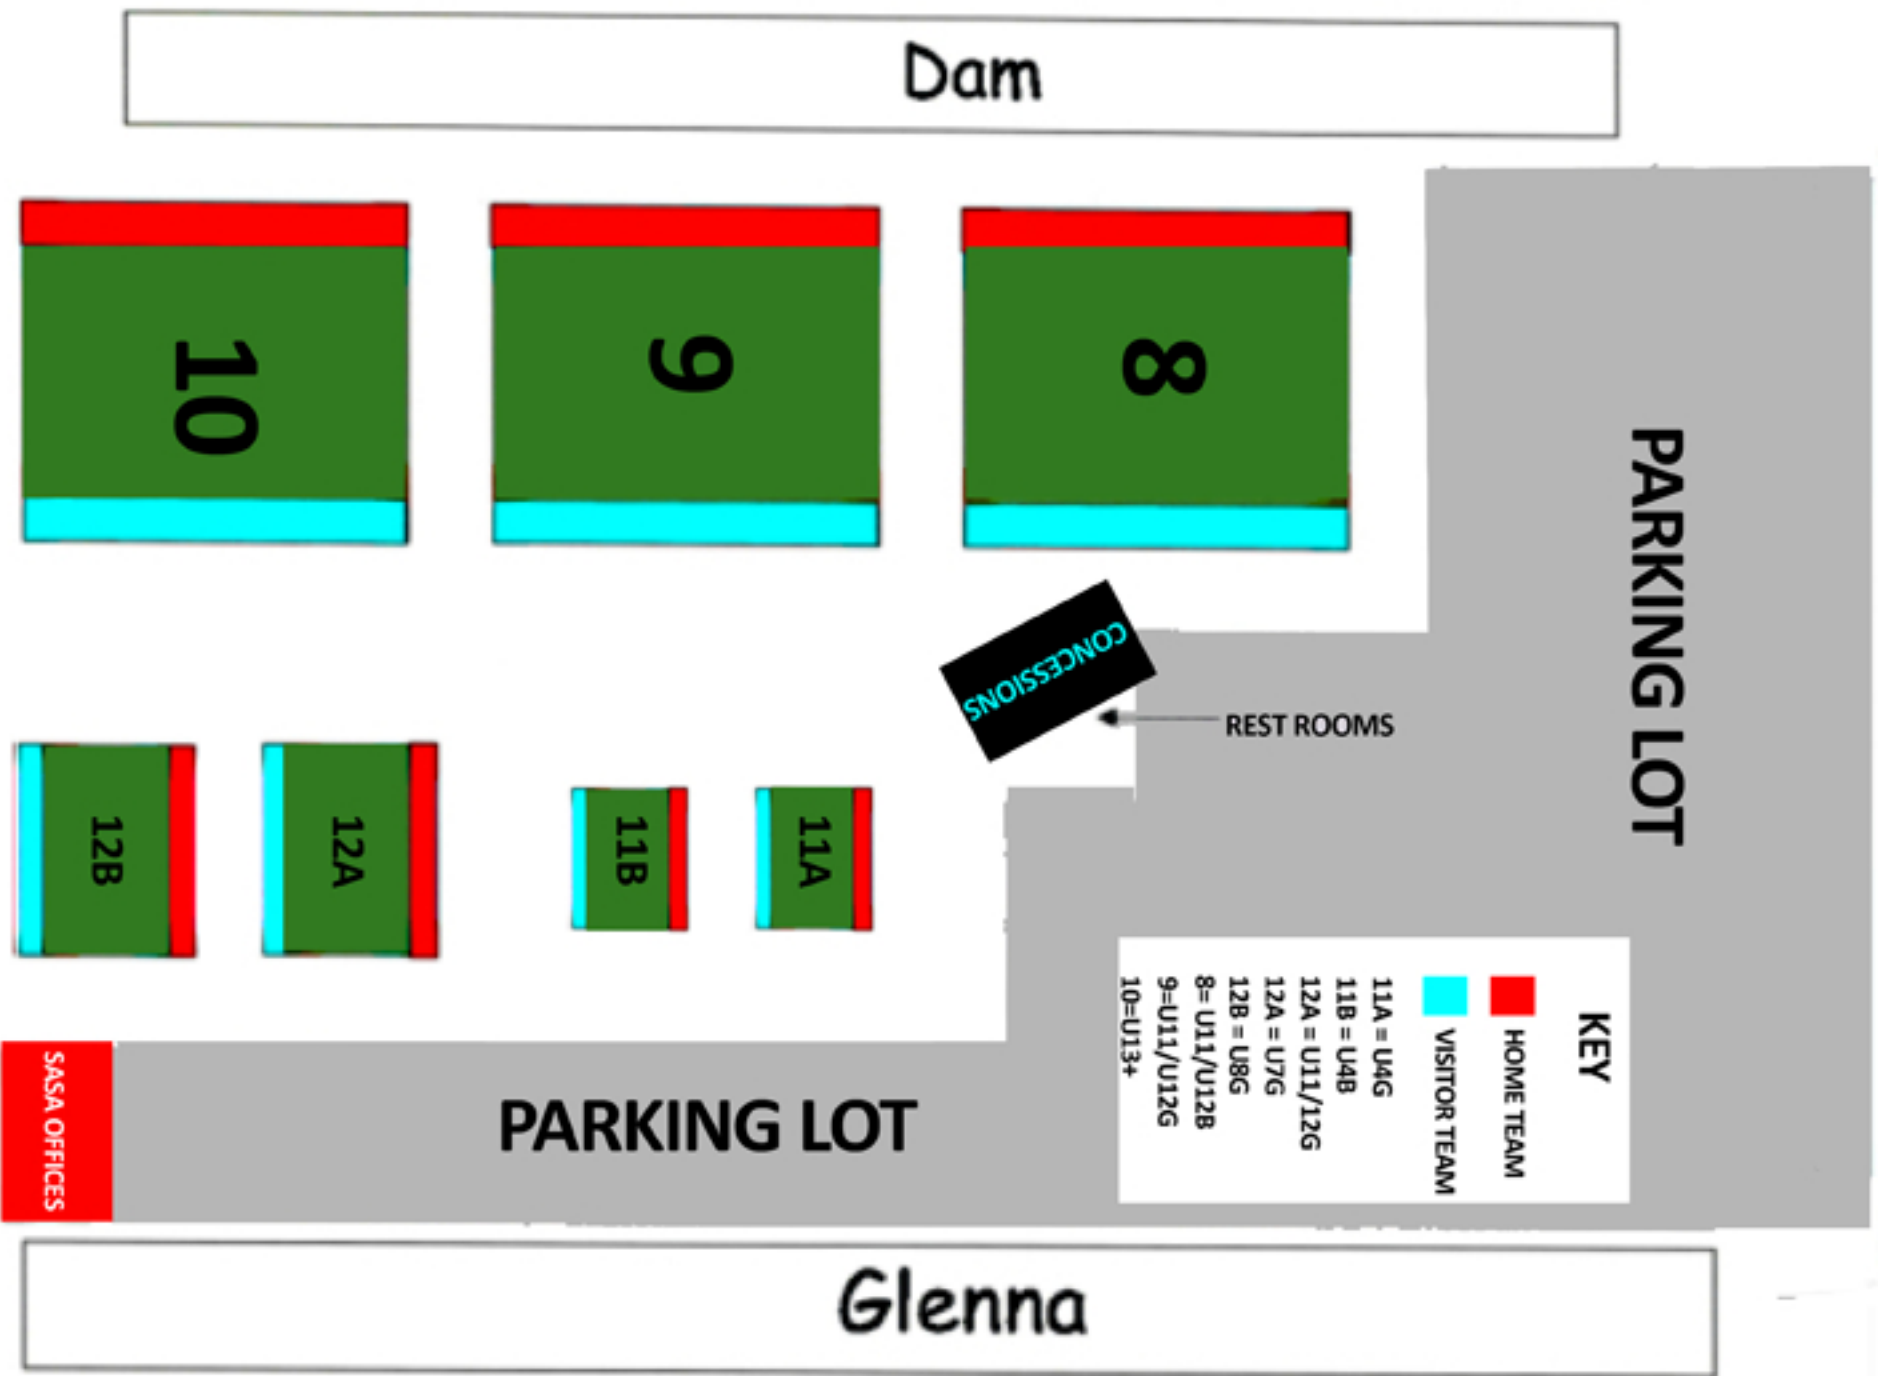 Dam
10
9
8
PARKING LOT
CONCESSIONS
REST ROOMS
12B
12A
11B
11A
KEY
HOME TEAM
VISITOR TEAM
11A = U4G
11B = U4B
12A = U11/12G
12A = U7G
12B = U8G
8= U11/U12B
9=U11/U12G
10=U13+
SASA OFFICES
PARKING LOT
Glenna